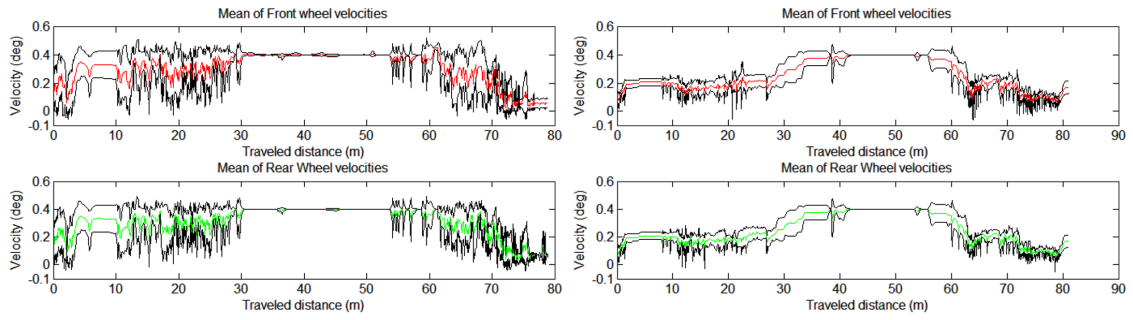 Mean of Front wheel velocities
0.6
0.4
0.2
0
-0.1
Velocity (deg)
0 10 20 30 40 50 60 70 80
Traveled distance (m)
Mean of Rear Wheel velocities
0.6
0.4
0.2
0
-0.1
Velocity (deg)
0 10 20 30 40 50 60 70 80
Traveled distance (m)
Mean of Front wheel velocities
0.6
0.4
0.2
0
-0.1
Velocity (deg)
0 10 20 30 40 50 60 70 80 90
Traveled distance (m)
Mean of Rear Wheel velocities
0.6
0.4
0.2
0
-0.1
Velocity (deg)
0 10 20 30 40 50 60 70 80 90
Traveled distance (m)